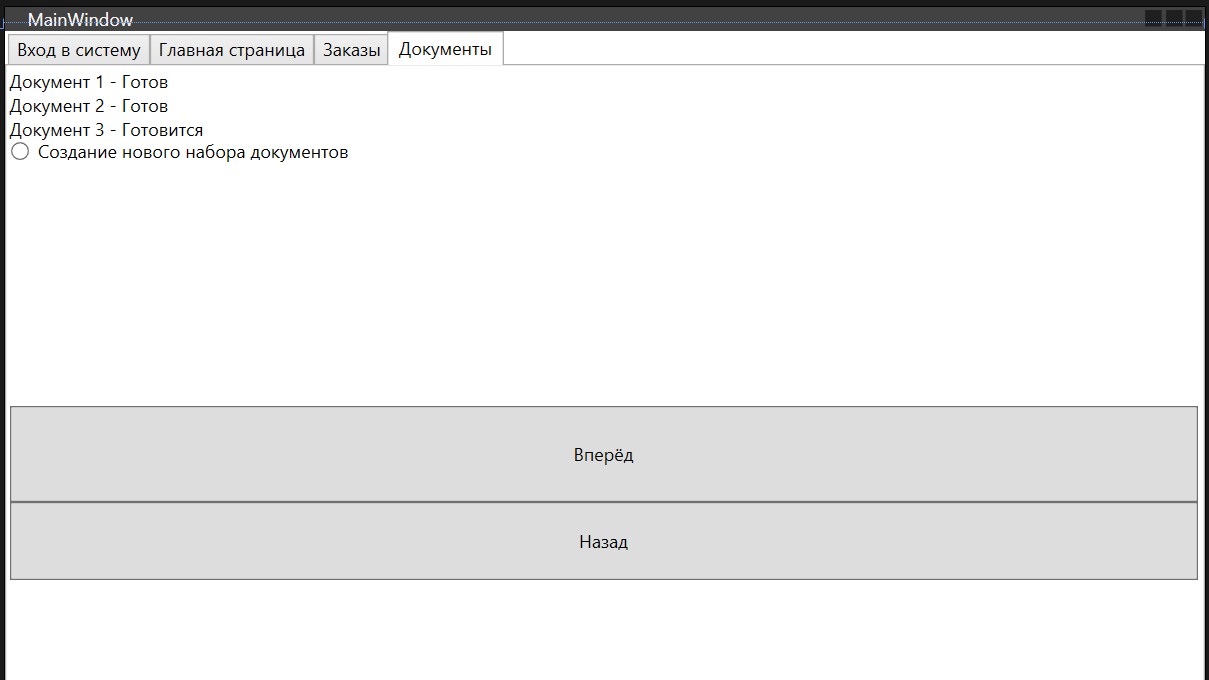 MainWindow
Вход в систему Главная страница Заказы Документы
Документ 1 - Готов
Документ 2 - Готов
Документ 3 - Готовится
Создание нового набора документов
Вперёд
Назад